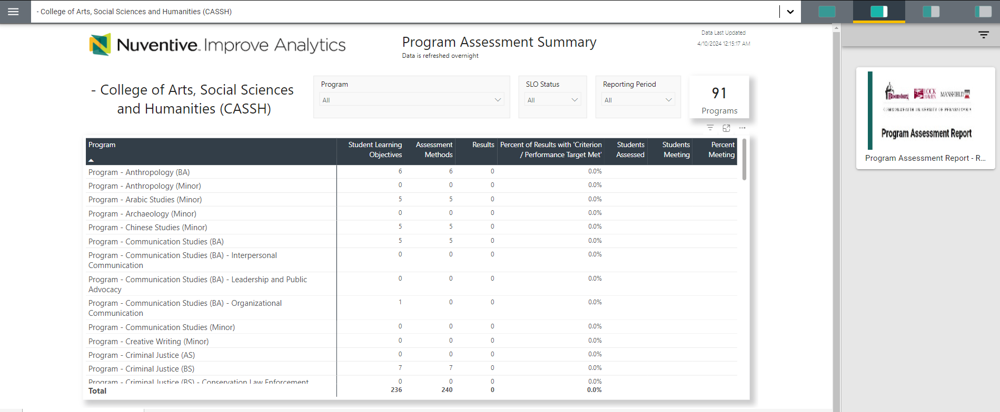 - College of Arts, Social Sciences and Humanities (CASSH)
Nuventive Improve Analytics
Program Assessment Summary
Data is refreshed overnight
Data Last Updated
4/10/2024 12:15:17 AM
- College of Arts, Social Sciences
and Humanities (CASSH)
Program
All
SLO Status
All
Reporting Period
All
91
Programs
Program Student Learning Objectives Assessment Methods Results Percent of Results with 'Criterion / Performance Target Met' Students Assessed Students Meeting Percent Meeting
Program - Anthropology (BA) 6 6 0 0.0%
Program - Anthropology (Minor) 0 0 0 0.0%
Program - Arabic Studies (Minor) 5 5 0 0.0%
Program - Archaeology (Minor) 0 0 0 0.0%
Program - Chinese Studies (Minor) 5 5 0 0.0%
Program - Communication Studies (BA) 5 5 0 0.0%
Program - Communication Studies (BA) - Interpersonal 0 0 0 0.0%
Communication
Program - Communication Studies (BA) - Leadership and Public 0 0 0 0.0%
Advocacy
Program - Communication Studies (BA) - Organizational 1 0 0 0.0%
Communication
Program - Communication Studies (Minor) 0 0 0 0.0%
Program - Creative Writing (Minor) 0 0 0 0.0%
Program - Criminal Justice (AS) 0 0 0 0.0%
Program - Criminal Justice (BS) 7 7 0 0.0%
Program - Criminal Justice (BS) - Conservation Law Enforcement 0 0 0 0.0%
Total 236 240 0 0.0%
Bloomsburg LOCK HAVEN MANSFIELD
COMMONWEALTH UNIVERSITY OF PENNSYLVANIA
Program Assessment Report
Program Assessment Report - R...